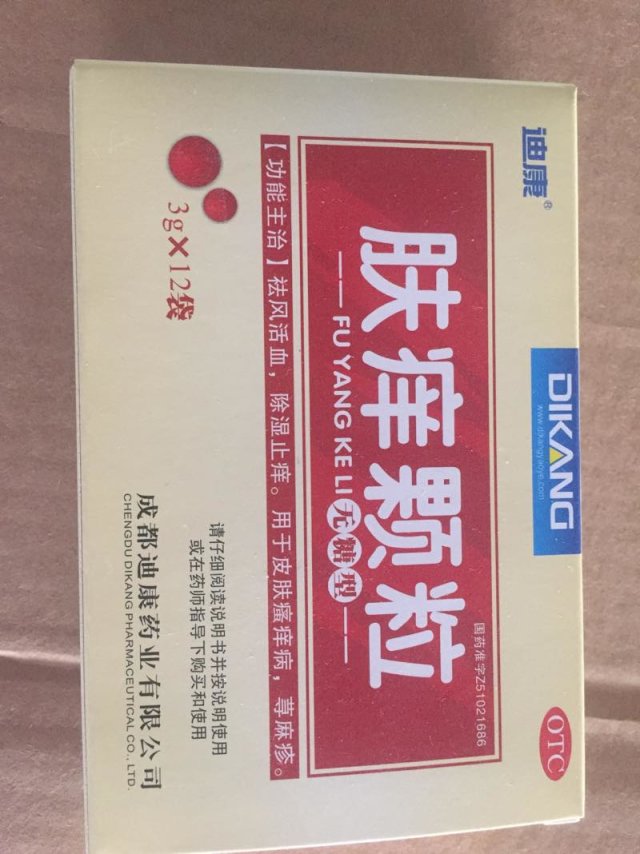 迪康®
DIKANG
www.dikangyaoye.com
国药准字Z51021686
OTC
肤痒颗粒
FU YANG KE LI 无糖型
【功能主治】祛风活血，除湿止痒。用于皮肤瘙痒病，荨麻疹。
3g×12袋
请仔细阅读说明书并按说明使用
或在药师指导下购买和使用
成都迪康药业有限公司
CHENGDU DIKANG PHARMACEUTICAL CO., LTD.